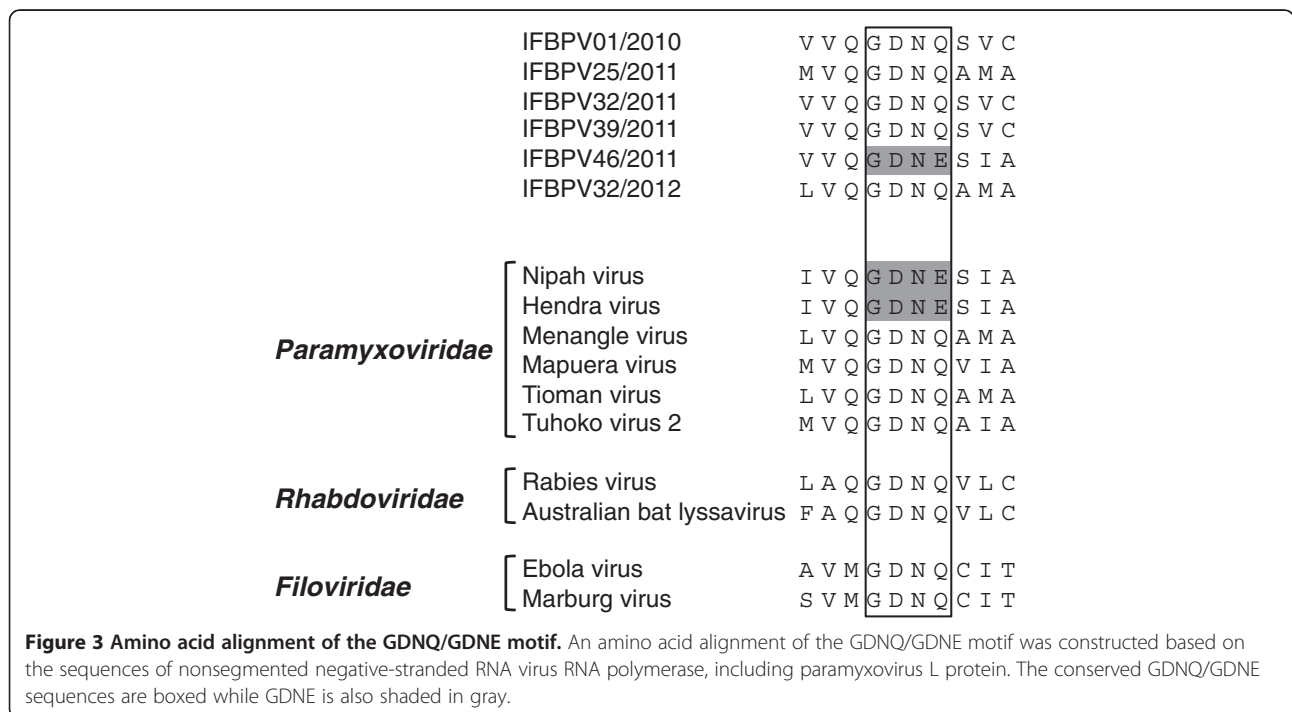 IFBPV01/2010 V V Q G D N Q S V C
IFBPV25/2011 M V Q G D N Q A M A
IFBPV32/2011 V V Q G D N Q S V C
IFBPV39/2011 V V Q G D N Q S V C
IFBPV46/2011 V V Q G D N E S I A
IFBPV32/2012 L V Q G D N Q A M A
Paramyxoviridae
Nipah virus I V Q G D N E S I A
Hendra virus I V Q G D N E S I A
Menangle virus L V Q G D N Q A M A
Mapuera virus M V Q G D N Q V I A
Tioman virus L V Q G D N Q A M A
Tuhoko virus 2 M V Q G D N Q A I A
Rhabdoviridae
Rabies virus L A Q G D N Q V L C
Australian bat lyssavirus F A Q G D N Q V L C
Filoviridae
Ebola virus A V M G D N Q C I T
Marburg virus S V M G D N Q C I T
Figure 3 Amino acid alignment of the GDNQ/GDNE motif. An amino acid alignment of the GDNQ/GDNE motif was constructed based on
the sequences of nonsegmented negative-stranded RNA virus RNA polymerase, including paramyxovirus L protein. The conserved GDNQ/GDNE
sequences are boxed while GDNE is also shaded in gray.